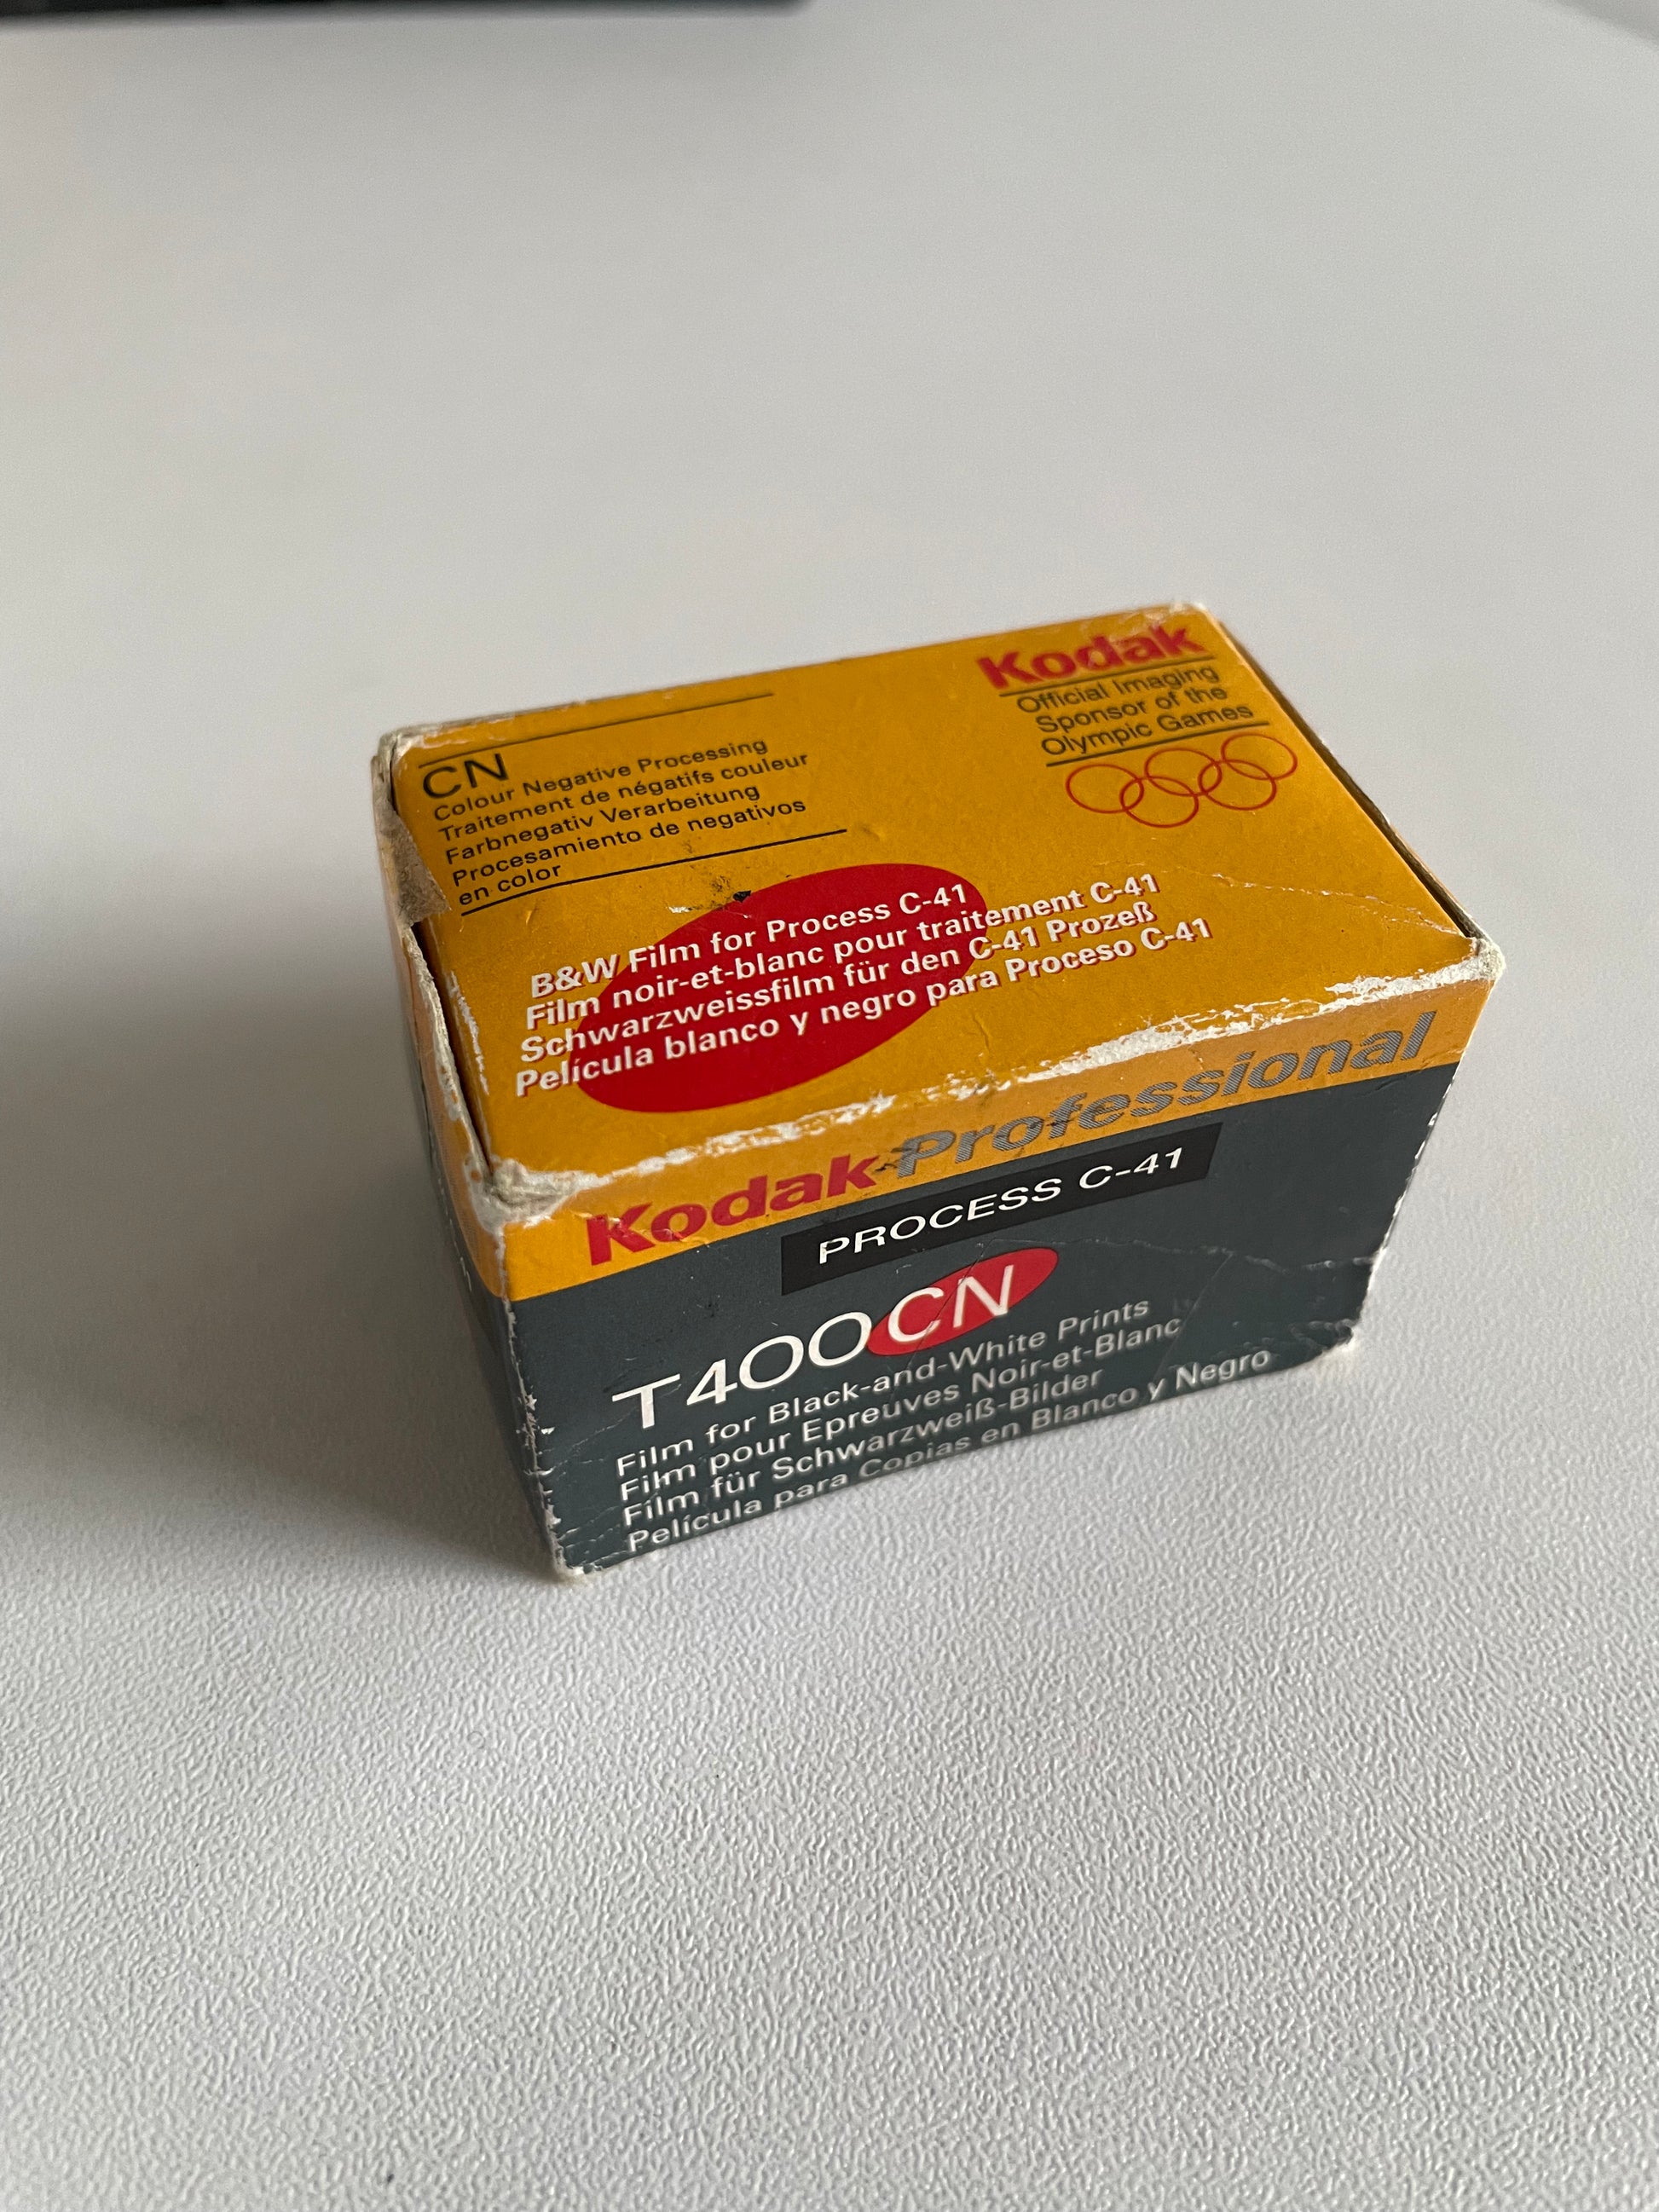 Kodak
Official Imaging
Sponsor of the
Olympic Games
CN
Colour Negative Processing
Traitement de négatifs couleur
Farbnegativ Verarbeitung
Procesamiento de negativos
en color
B&W Film for Process C-41
Film noir-et-blanc pour traitement C-41
Schwarzweissfilm für den C-41 Prozeß
Película blanco y negro para Proceso C-41
Kodak Professional
PROCESS C-41
T400CN
Film for Black-and-White Prints
Film pour Epreuves Noir-et-Blanc
Film für Schwarzweiß-Bilder
Película para Copias en Blanco y Negro